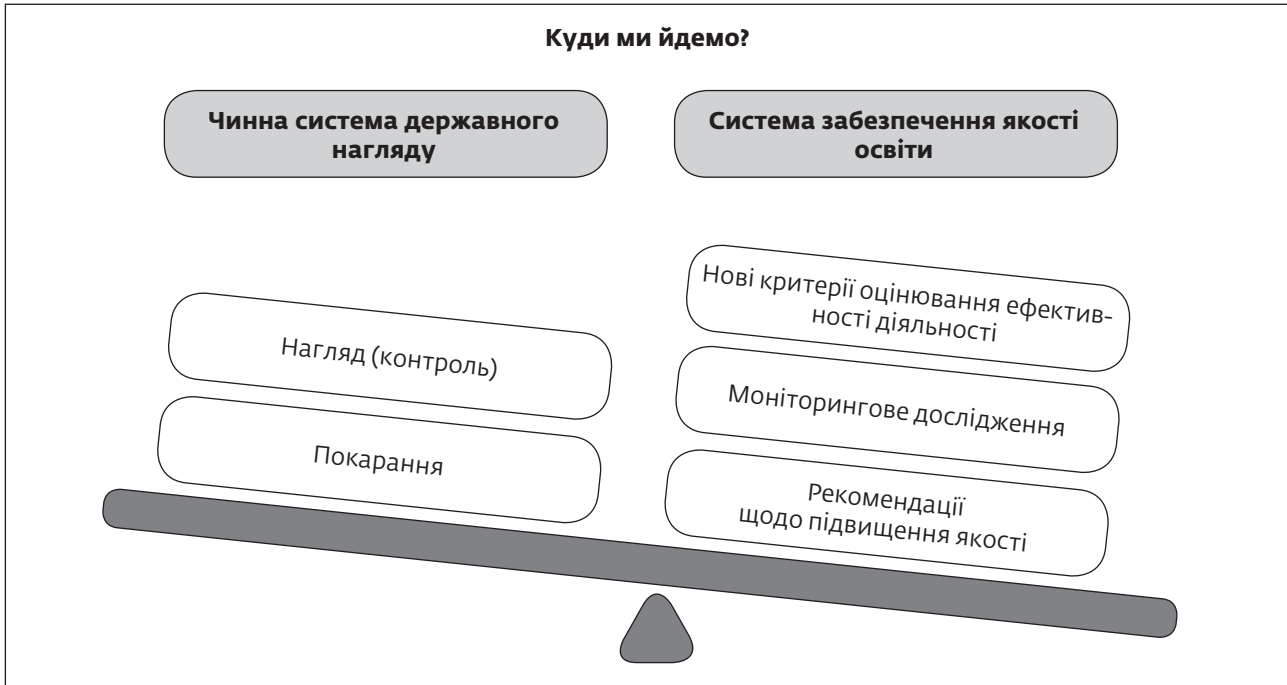 Куди ми йдемо?
Чинна система державного
нагляду
Система забезпечення якості
освіти
Нагляд (контроль)
Покарання
Нові критерії оцінювання ефектив-
ності діяльності
Моніторингове дослідження
Рекомендації
щодо підвищення якості